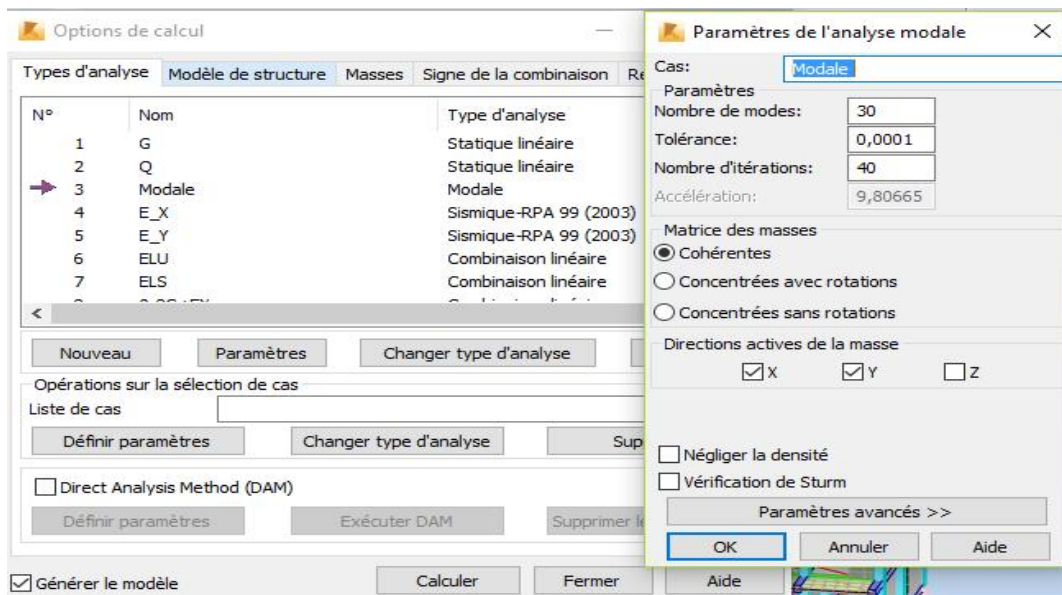 Options de calcul
Types d'analyse Modèle de structure Masses Signe de la combinaison
N° Nom Type d'analyse
1 G Statique linéaire
2 Q Statique linéaire
3 Modale Modale
4 E_X Sismique-RPA 99 (2003)
5 E_Y Sismique-RPA 99 (2003)
6 ELU Combinaison linéaire
7 ELS Combinaison linéaire
Nouveau Paramètres Changer type d'analyse
Opérations sur la sélection de cas
Liste de cas
Définir paramètres Changer type d'analyse Sup
Direct Analysis Method (DAM)
Définir paramètres Exécuter DAM Supprimer
Générer le modèle Calculer Fermer Aide
Paramètres de l'analyse modale
Cas: Modale
Paramètres
Nombre de modes: 30
Tolérance: 0,0001
Nombre d'itérations: 40
Accélération: 9,80665
Matrice des masses
Cohérentes
Concentrées avec rotations
Concentrées sans rotations
Directions actives de la masse
X Y Z
Négliger la densité
Vérification de Sturm
Paramètres avancés >>
OK Annuler Aide